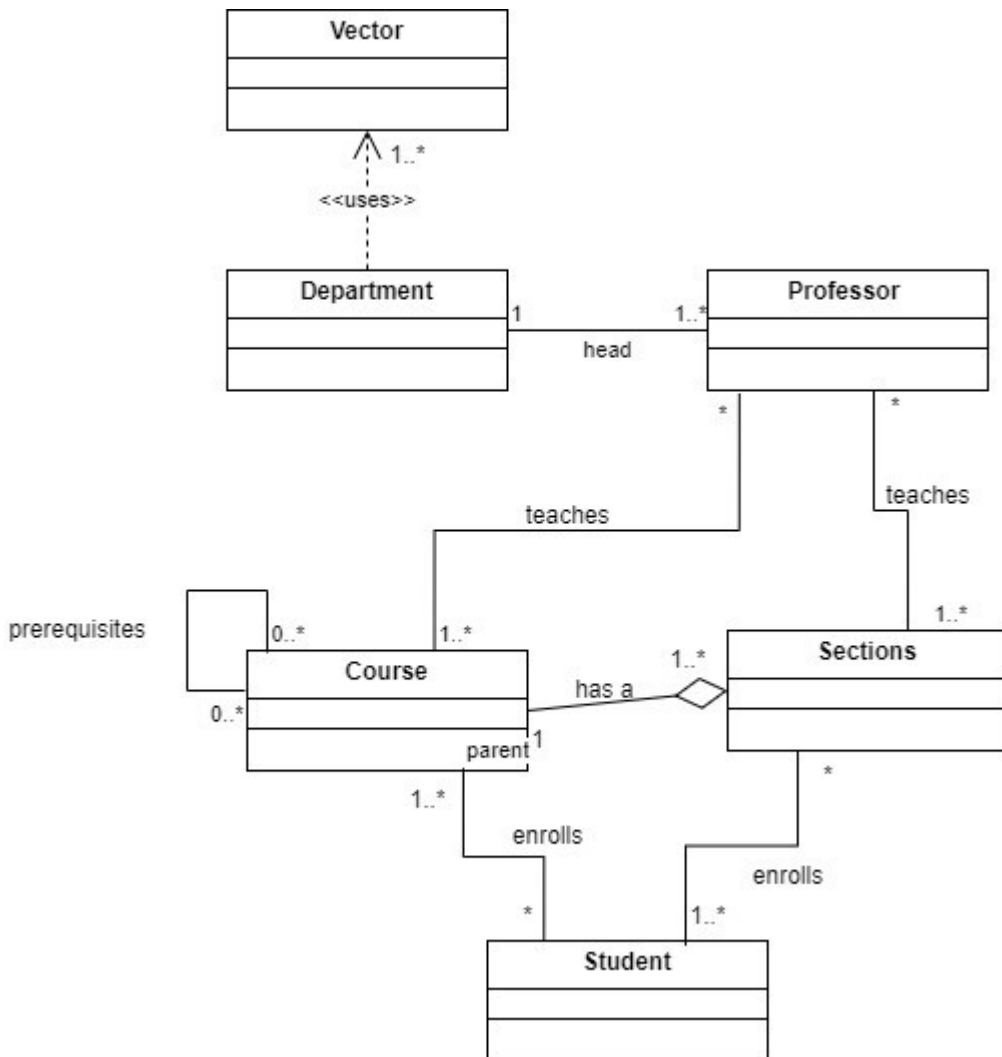 Vector
1..*
<<uses>>
Department
Professor
1
1..*
head
*
*
teaches
teaches
prerequisites
0..*
1..*
1..*
Course
Sections
1..*
has a
0..*
1
parent
1..*
*
enrolls
enrolls
*
1..*
Student